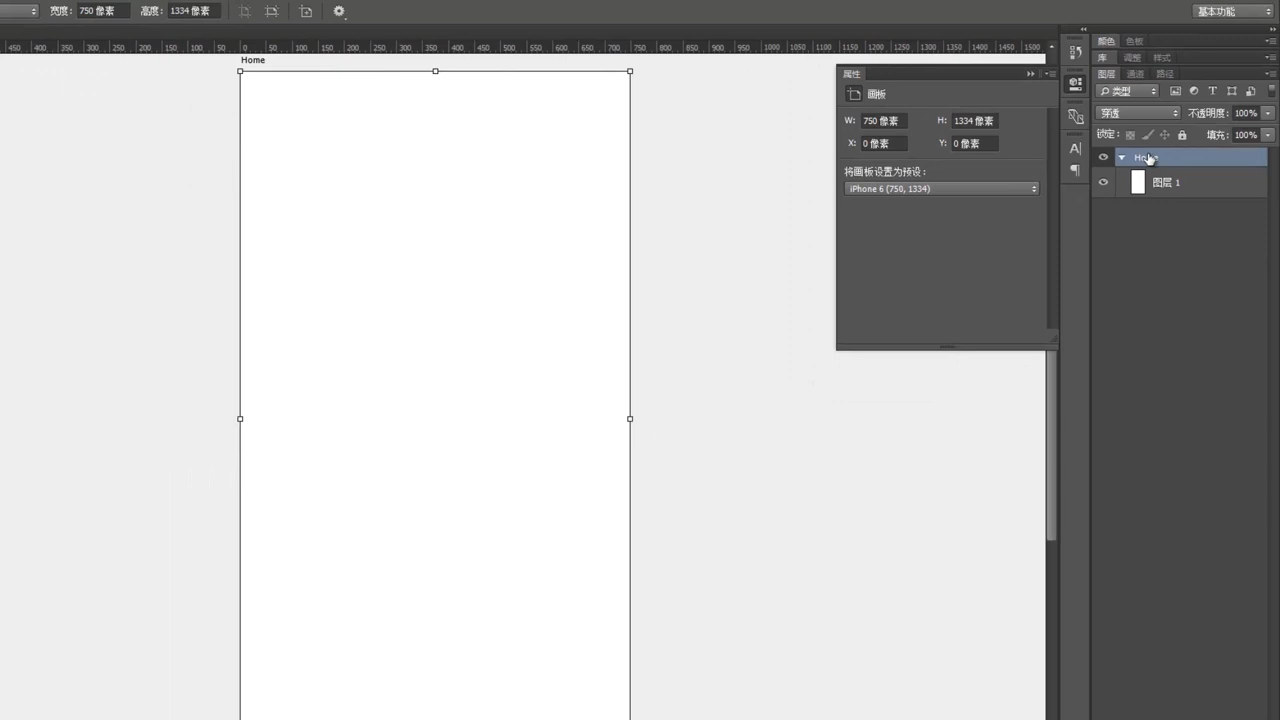 宽度: 750 像素 高度: 1334 像素 基本功能
450 400 350 300 250 200 150 100 50 0 50 100 150 200 250 300 350 400 450 500 550 600 650 700 750 800 850 900 950 1000 1050 1100 1150 1200 1250 1300 1350 1400 1450 1500
Home
属性
画板
W: 750 像素 H: 1334 像素
X: 0 像素 Y: 0 像素
将画板设置为预设:
iPhone 6 (750, 1334)
颜色 色板
库 调整 样式
图层 通道 路径
类型
穿透 不透明度: 100%
锁定: 填充: 100%
图层 1